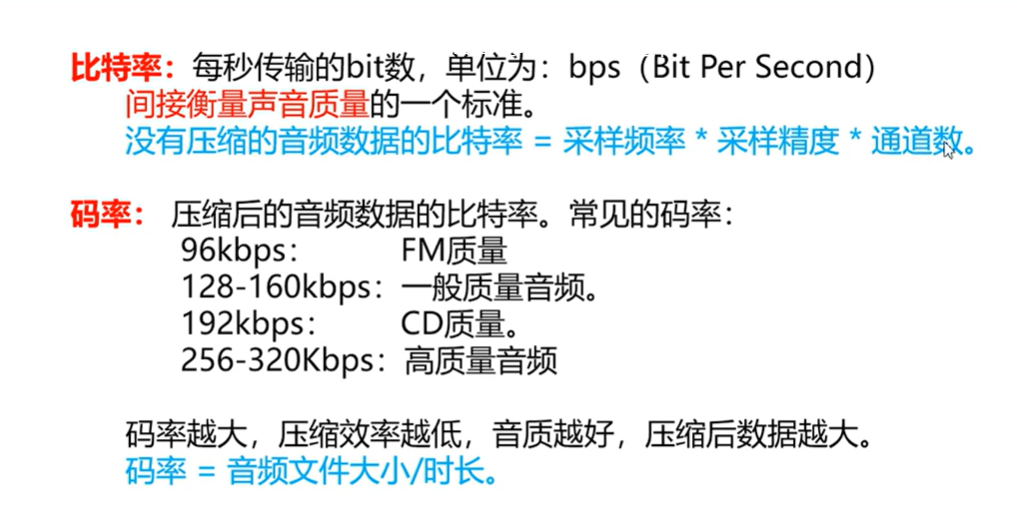 比特率：每秒传输的bit数，单位为：bps（Bit Per Second）
间接衡量声音质量的一个标准。
没有压缩的音频数据的比特率 = 采样频率 * 采样精度 * 通道数。
码率： 压缩后的音频数据的比特率。常见的码率：
96kbps： FM质量
128-160kbps：一般质量音频。
192kbps： CD质量。
256-320Kbps：高质量音频
码率越大，压缩效率越低，音质越好，压缩后数据越大。
码率 = 音频文件大小/时长。